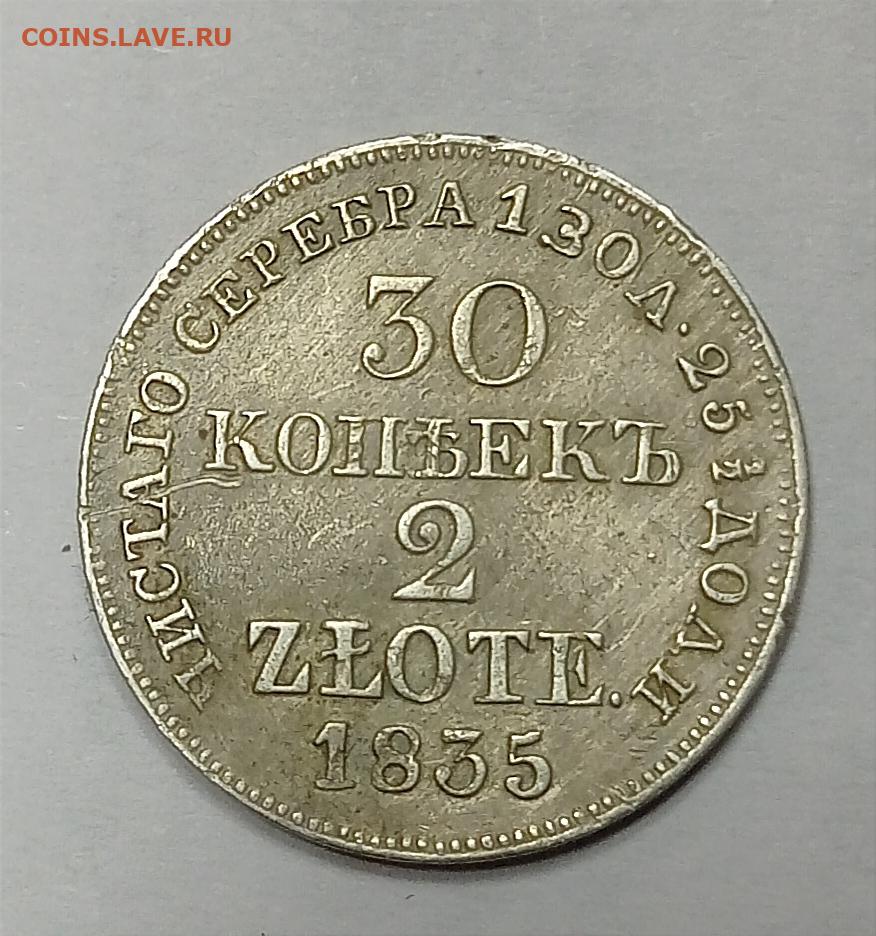 COINS.LAVE.RU
ЧИСТАГО СЕРЕБРА 1 ЗОЛ. 25 1/2 ДОЛИ
30
КОПѢЕКЪ
2
ZŁOTE.
1835